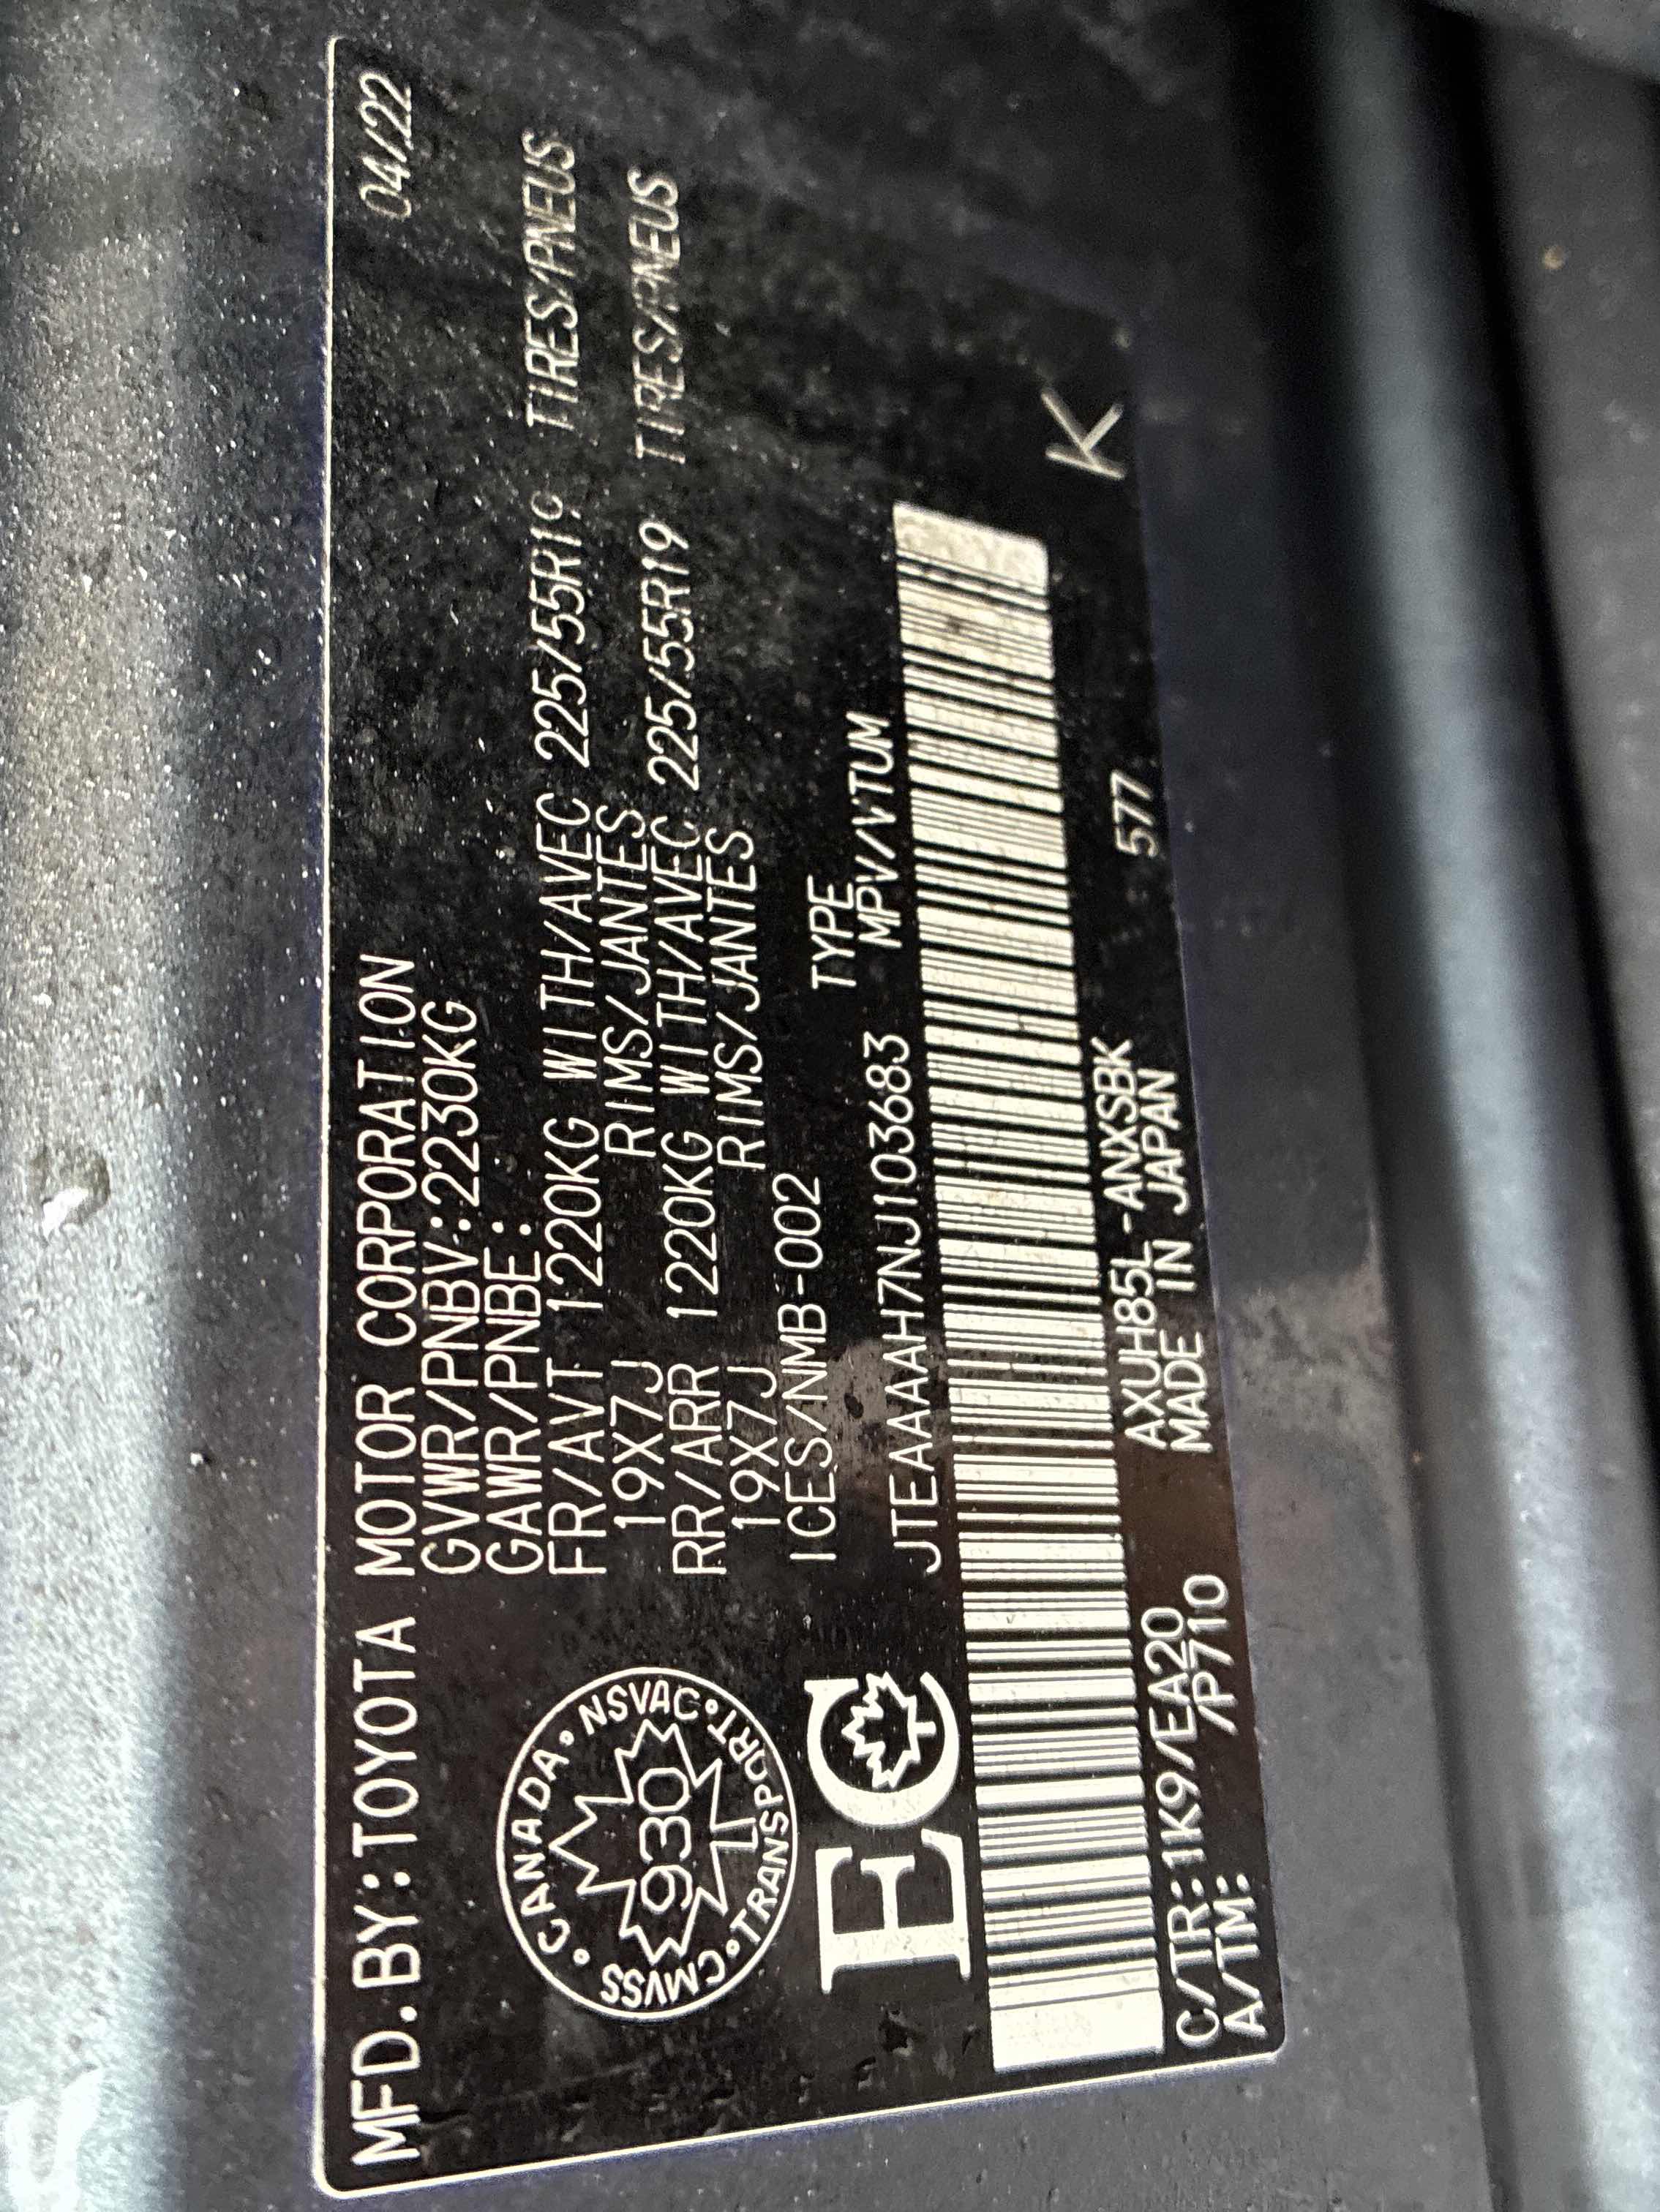 MFD.BY:TOYOTA MOTOR CORPORATION 04/22
GVWR/PNBV:2230KG
GAWR/PNBE:
FR/AVT 1220KG WITH/AVEC 225/55R19 TIRES/PNEUS
19X7J RIMS/JANTES
RR/ARR 1220KG WITH/AVEC 225/55R19 TIRES/PNEUS
19X7J RIMS/JANTES
ICES/NMB-002
CANADA • NSVAC • TRANSPORT • CMVSS •
930
LT
EC
TYPE
JTEAAAAH7NJ103683 MPV/VTUM
C/TR:1K9/EA20 AXUH85L-ANXSBK 577 K
A/TM: /P710 MADE IN JAPAN